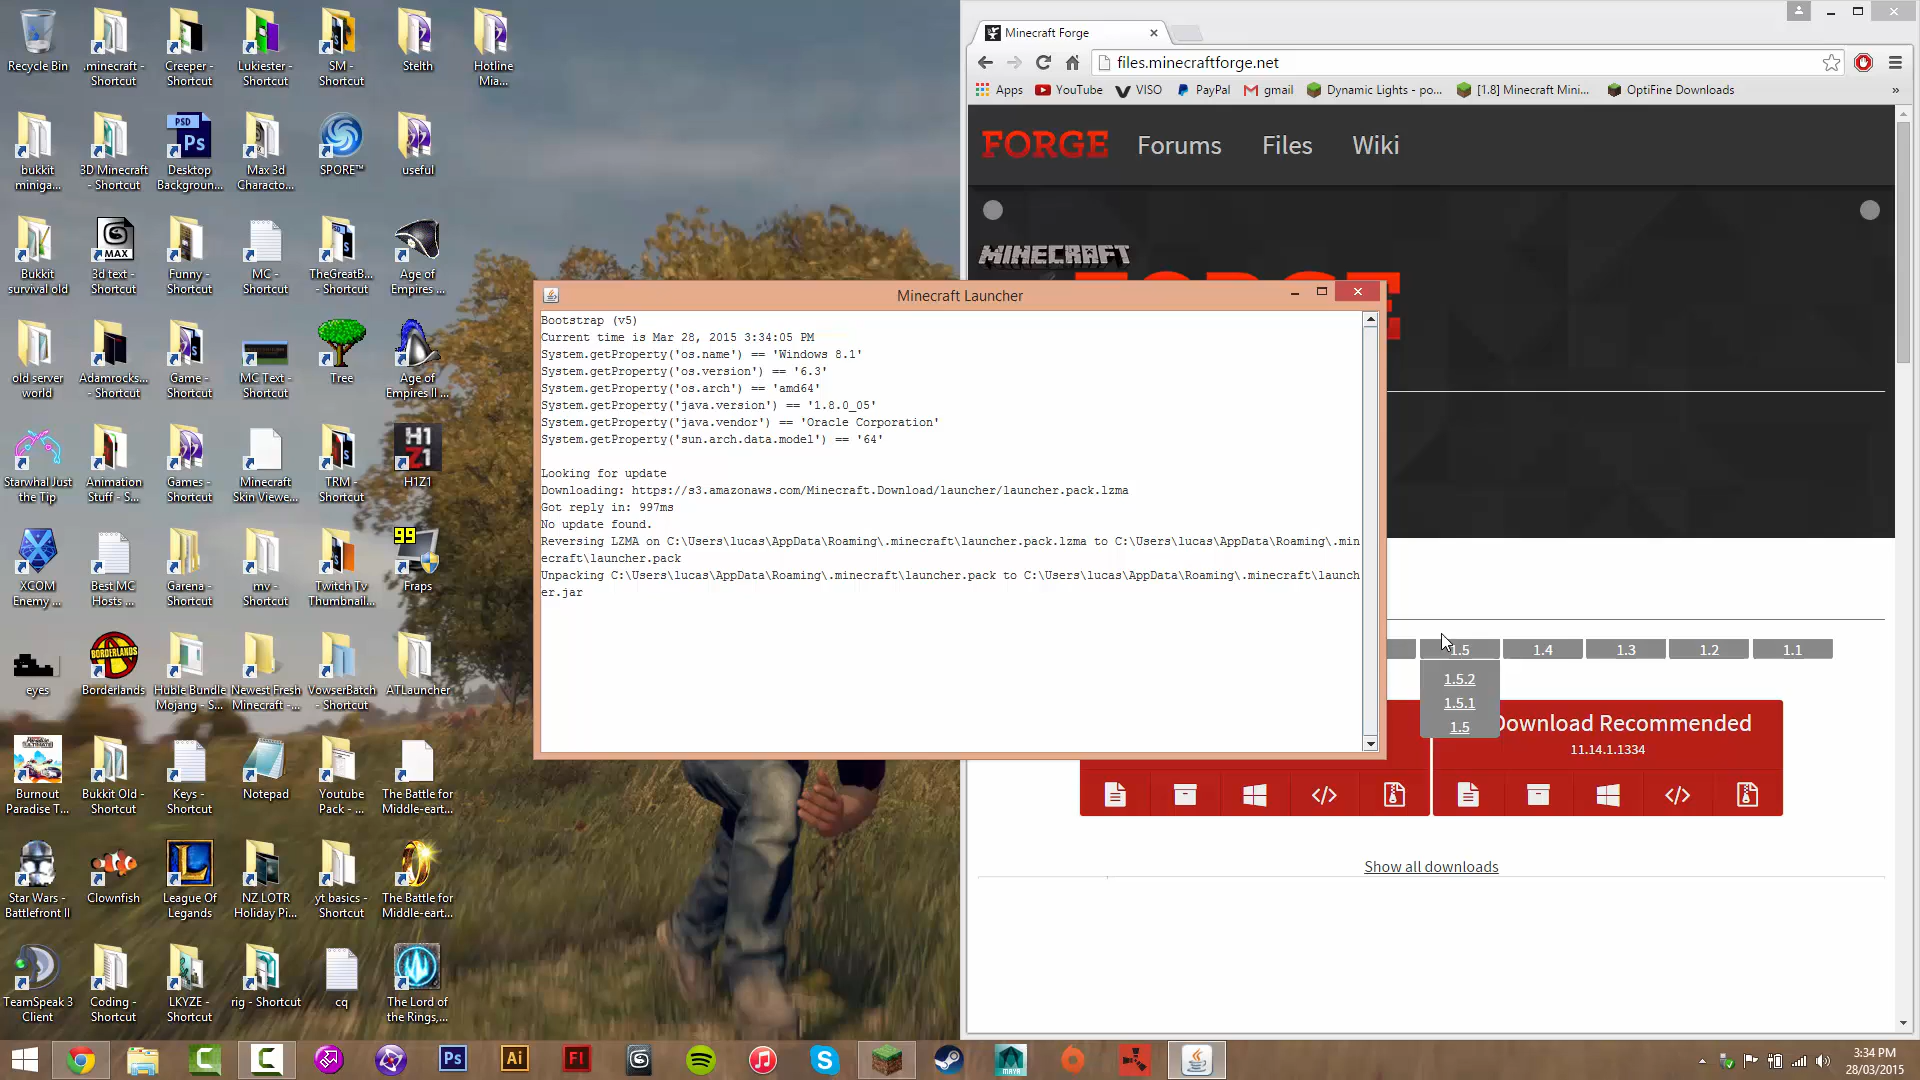 Recycle Bin
.minecraft - Shortcut
Creeper - Shortcut
Lukiester - Shortcut
SM - Shortcut
Stelth
Hotline Mia...
bukkit miniga...
3D Minecraft - Shortcut
PSD
Ps
Desktop Backgroun...
Max 3d Characto...
SPORE™
useful
Bukkit survival old
MAX
3d text - Shortcut
Funny - Shortcut
MC - Shortcut
TheGreatB... - Shortcut
Age of Empires ...
old server world
Adamrocks... - Shortcut
Game - Shortcut
MC Text - Shortcut
Tree
Age of Empires II ...
Starwhal Just the Tip
Animation Stuff - S...
Games - Shortcut
Minecraft Skin Viewe...
TRM - Shortcut
H1Z1
H1Z1
XCOM Enemy ...
Best MC Hosts ...
Garena - Shortcut
mv - Shortcut
Twitch Tv Thumbnail...
99
Fraps
eyes
BORDERLANDS
Borderlands
Huble Bundle Mojang - S...
Newest Fresh Minecraft - ...
VowserBatch - Shortcut
ATLauncher
Burnout Paradise T...
Bukkit Old - Shortcut
Keys - Shortcut
Notepad
Youtube Pack - ...
The Battle for Middle-eart...
Star Wars - Battlefront II
Clownfish
L
League Of Legands
NZ LOTR Holiday Pi...
yt basics - Shortcut
The Battle for Middle-eart...
TeamSpeak 3 Client
Coding - Shortcut
LKYZE - Shortcut
rig - Shortcut
cq
The Lord of the Rings,...
Minecraft Launcher
Bootstrap (v5)
Current time is Mar 28, 2015 3:34:05 PM
System.getProperty('os.name') == 'Windows 8.1'
System.getProperty('os.version') == '6.3'
System.getProperty('os.arch') == 'amd64'
System.getProperty('java.version') == '1.8.0_05'
System.getProperty('java.vendor') == 'Oracle Corporation'
System.getProperty('sun.arch.data.model') == '64'
Looking for update
Downloading: https://s3.amazonaws.com/Minecraft.Download/launcher/launcher.pack.lzma
Got reply in: 997ms
No update found.
Reversing LZMA on C:\Users\lucas\AppData\Roaming\.minecraft\launcher.pack.lzma to C:\Users\lucas\AppData\Roaming\.min
ecraft\launcher.pack
Unpacking C:\Users\lucas\AppData\Roaming\.minecraft\launcher.pack to C:\Users\lucas\AppData\Roaming\.minecraft\launch
er.jar
Minecraft Forge
files.minecraftforge.net
Apps YouTube VISO PayPal gmail Dynamic Lights - po... [1.8] Minecraft Mini... OptiFine Downloads »
FORGE Forums Files Wiki
MINECRAFT
FORGE
1.5 1.4 1.3 1.2 1.1
1.5.2
1.5.1
1.5
Download Recommended
11.14.1.1334
Show all downloads
Ps Ai Fl
MAYA
3:34 PM
28/03/2015